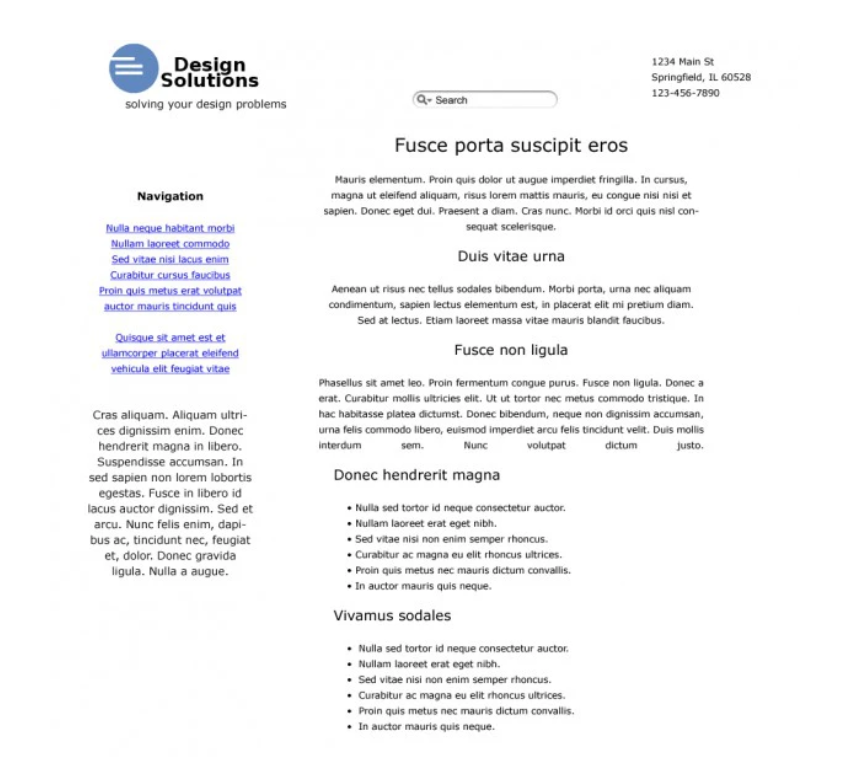 Design
Solutions
solving your design problems
1234 Main St
Springfield, IL 60528
123-456-7890
Search
Navigation
Nulla neque habitant morbi
Nullam laoreet commodo
Sed vitae nisi lacus enim
Curabitur cursus faucibus
Proin quis metus erat volutpat
auctor mauris tincidunt quis
Quisque sit amet est et
ullamcorper placerat eleifend
vehicula elit feugiat vitae
Cras aliquam. Aliquam ultri-
ces dignissim enim. Donec
hendrerit magna in libero.
Suspendisse accumsan. In
sed sapien non lorem lobortis
egestas. Fusce in libero id
lacus auctor dignissim. Sed et
arcu. Nunc felis enim, dapi-
bus ac, tincidunt nec, feugiat
et, dolor. Donec gravida
ligula. Nulla a augue.
Fusce porta suscipit eros
Mauris elementum. Proin quis dolor ut augue imperdiet fringilla. In cursus,
magna ut eleifend aliquam, risus lorem mattis mauris, eu congue nisi nisi et
sapien. Donec eget dui. Praesent a diam. Cras nunc. Morbi id orci quis nisl con-
sequat scelerisque.
Duis vitae urna
Aenean ut risus nec tellus sodales bibendum. Morbi porta, urna nec aliquam
condimentum, sapien lectus elementum est, in placerat elit mi pretium diam.
Sed at lectus. Etiam laoreet massa vitae mauris blandit faucibus.
Fusce non ligula
Phasellus sit amet leo. Proin fermentum congue purus. Fusce non ligula. Donec a
erat. Curabitur mollis ultricies elit. Ut ut tortor nec metus commodo tristique. In
hac habitasse platea dictumst. Donec bibendum, neque non dignissim accumsan,
urna felis commodo libero, euismod imperdiet arcu felis tincidunt velit. Duis mollis
interdum sem. Nunc volutpat dictum justo.
Donec hendrerit magna
• Nulla sed tortor id neque consectetur auctor.
• Nullam laoreet erat eget nibh.
• Sed vitae nisi non enim semper rhoncus.
• Curabitur ac magna eu elit rhoncus ultrices.
• Proin quis metus nec mauris dictum convallis.
• In auctor mauris quis neque.
Vivamus sodales
• Nulla sed tortor id neque consectetur auctor.
• Nullam laoreet erat eget nibh.
• Sed vitae nisi non enim semper rhoncus.
• Curabitur ac magna eu elit rhoncus ultrices.
• Proin quis metus nec mauris dictum convallis.
• In auctor mauris quis neque.